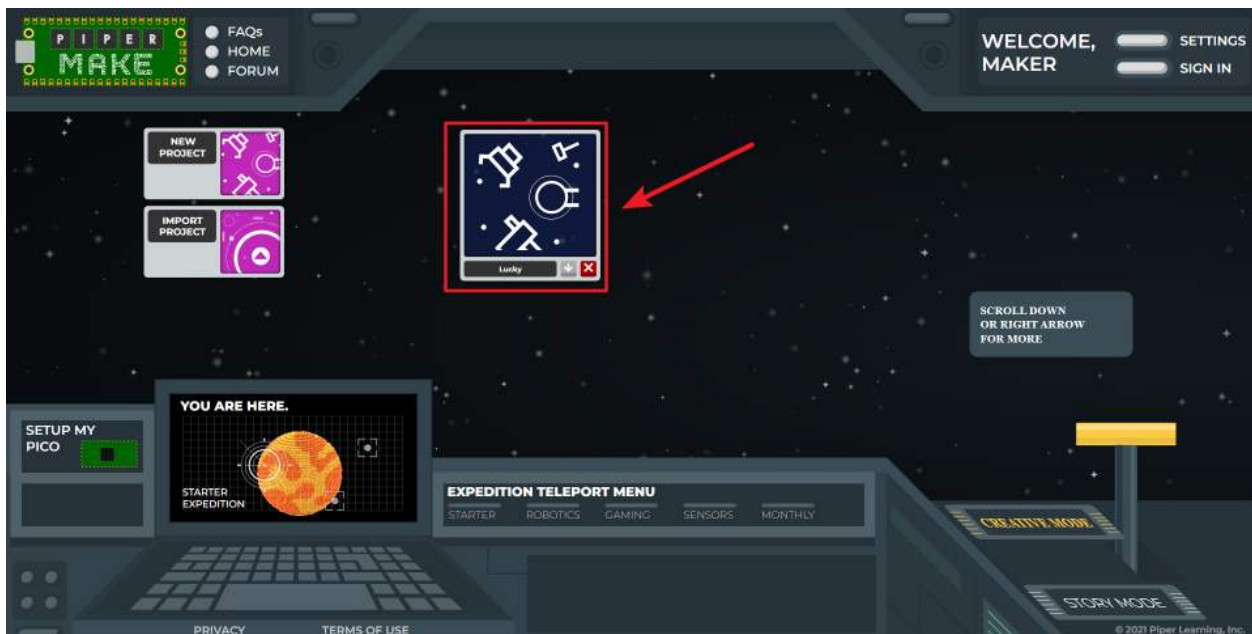 PIPER
MAKE
FAQs
HOME
FORUM
WELCOME,
MAKER
SETTINGS
SIGN IN
NEW
PROJECT
IMPORT
PROJECT
Lucky
SCROLL DOWN
OR RIGHT ARROW
FOR MORE
SETUP MY
PICO
YOU ARE HERE.
STARTER
EXPEDITION
EXPEDITION TELEPORT MENU
STARTER ROBOTICS GAMING SENSORS MONTHLY
CREATIVE MODE
STORY MODE
PRIVACY TERMS OF USE
© 2021 Piper Learning, Inc.